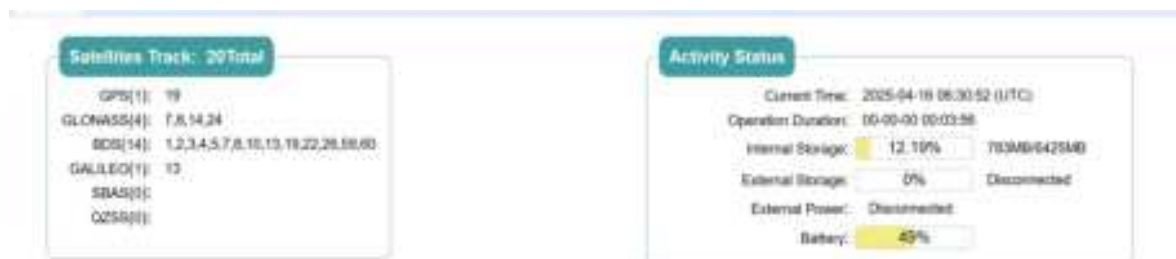 Satellites Track: 20Total
GPS[1]: 19
GLONASS[4]: 7,8,14,24
BDS[14]: 1,2,3,4,5,7,8,10,13,19,22,26,59,60
GALILEO[1]: 13
SBAS[0]:
QZSS[0]:
Activity Status
Current Time: 2025-04-16 06:30:52 (UTC)
Operation Duration: 00-00-00 00:03:56
Internal Storage: 12.19% 783MB/6425MB
External Storage: 0% Disconnected
External Power: Disconnected
Battery: 49%